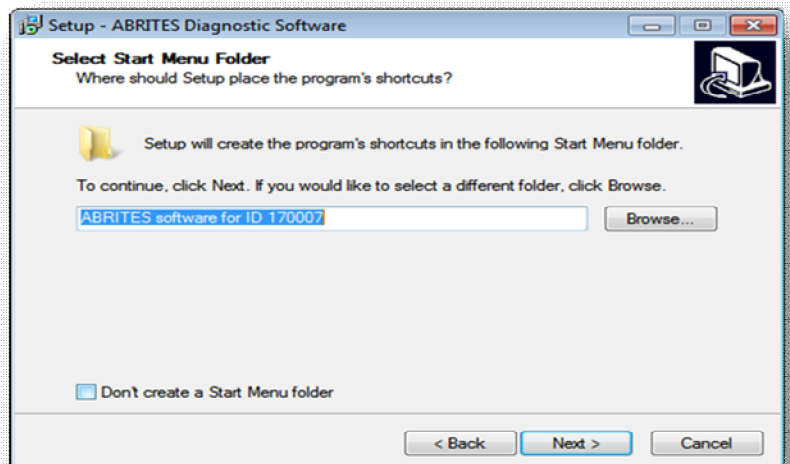 Setup - ABRITES Diagnostic Software
Select Start Menu Folder
Where should Setup place the program's shortcuts?
Setup will create the program's shortcuts in the following Start Menu folder.
To continue, click Next. If you would like to select a different folder, click Browse.
ABRITES software for ID 170007
Browse...
Don't create a Start Menu folder
< Back
Next >
Cancel